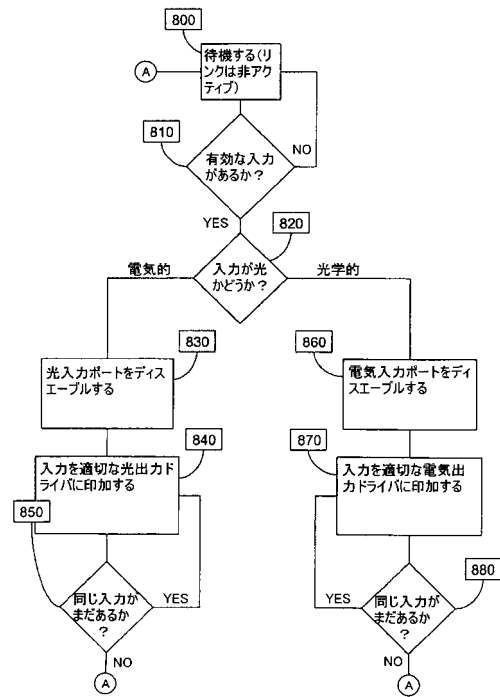 800
待機する(リ
ンクは非アク
ティブ)
A
810
NO
有効な入力
があるか?
YES
820
電気的
入力が光
かどうか?
光学的
830
光入力ポートをディス
エーブルする
860
電気入力ポートをディ
スエーブルする
840
入力を適切な光出力ド
ライバに印加する
870
入力を適切な電気出
力ドライバに印加する
850
同じ入力が
まだあるか
?
YES
NO
A
880
YES
同じ入力が
まだあるか
?
NO
A